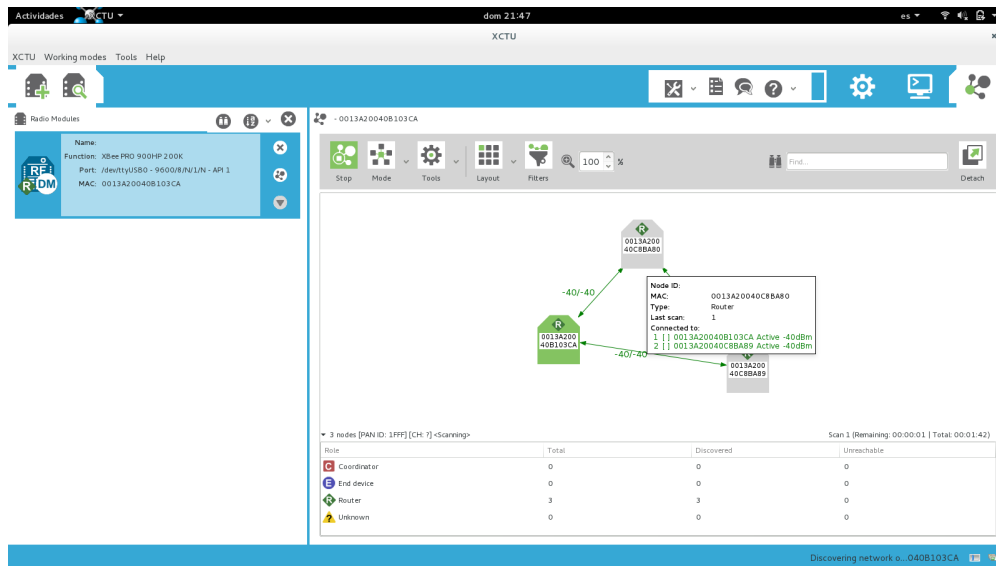 Actividades XCTU dom 21:47 es
XCTU
XCTU Working modes Tools Help
Radio Modules
- 0013A20040B103CA
Name:
Function: XBee PRO 900HP 200K
Port: /dev/ttyUSB0 - 9600/8/N/1/N - API 1
MAC: 0013A20040B103CA
100 %
Find...
Stop Mode Tools Layout Filters Detach
R
0013A200
40C8BA80
-40/-40
Node ID:
MAC: 0013A20040C8BA80
Type: Router
Last scan: 1
Connected to:
1 [ ] 0013A20040B103CA Active -40dBm
2 [ ] 0013A20040C8BA89 Active -40dBm
R
0013A200
40B103CA
-40/-40
0013A200
40C8BA89
3 nodes [PAN ID: 1FFF] [CH: ?] <Scanning> Scan 1 (Remaining: 00:00:01 | Total: 00:01:42)
Role Total Discovered Unreachable
C Coordinator 0 0 0
E End device 0 0 0
R Router 3 3 0
? Unknown 0 0 0
Discovering network o...040B103CA